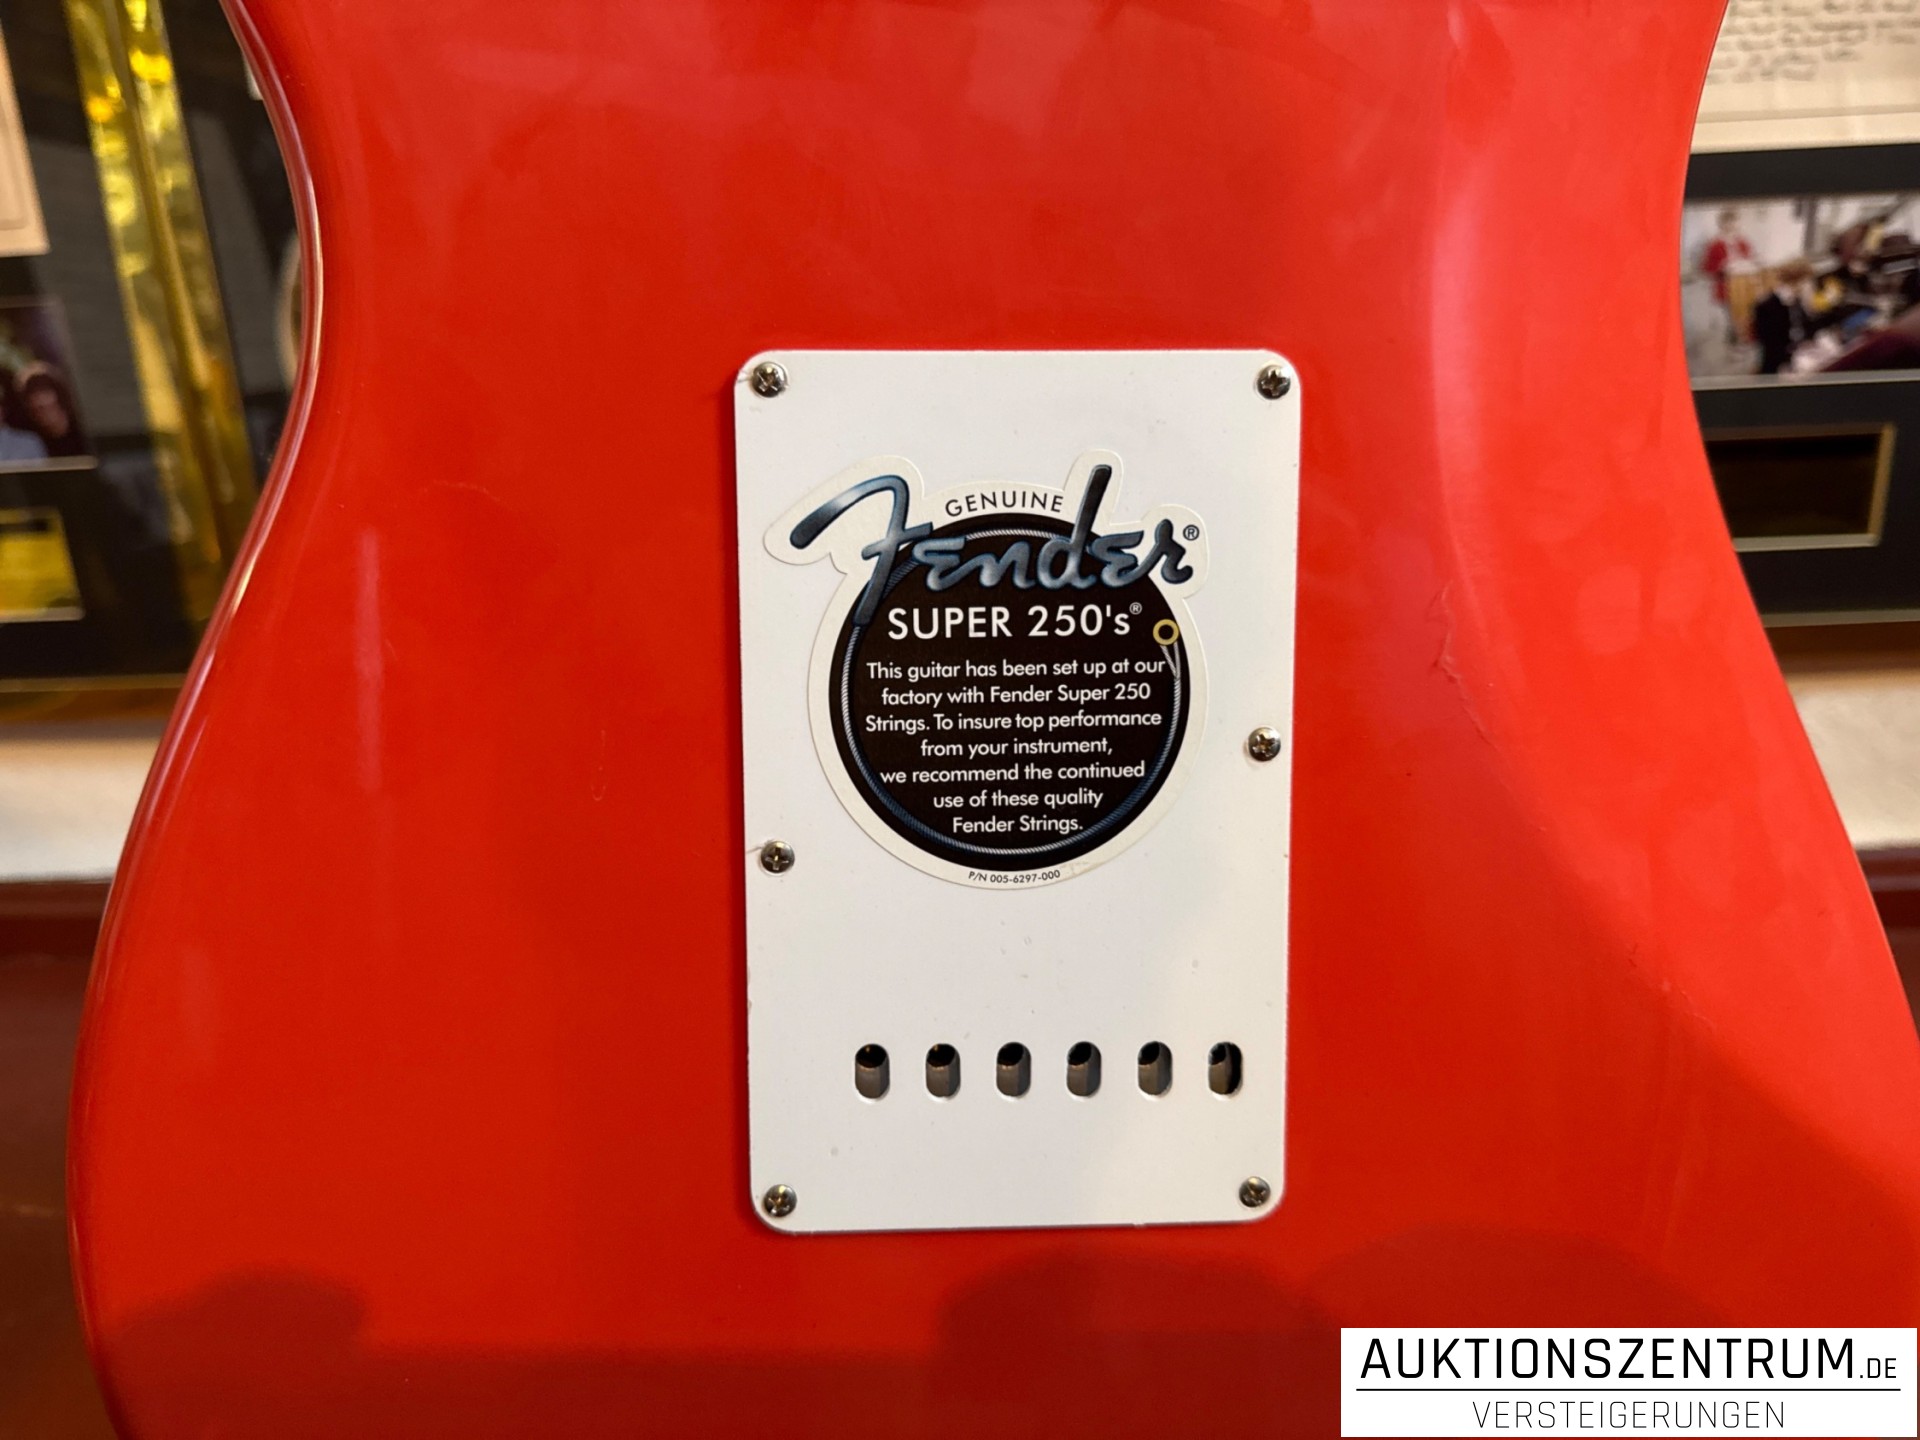 GENUINE
Fender®
SUPER 250's®
This guitar has been set up at our
factory with Fender Super 250
Strings. To insure top performance
from your instrument,
we recommend the continued
use of these quality
Fender Strings.
P/N 005-6297-000
AUKTIONSZENTRUM.DE
VERSTEIGERUNGEN